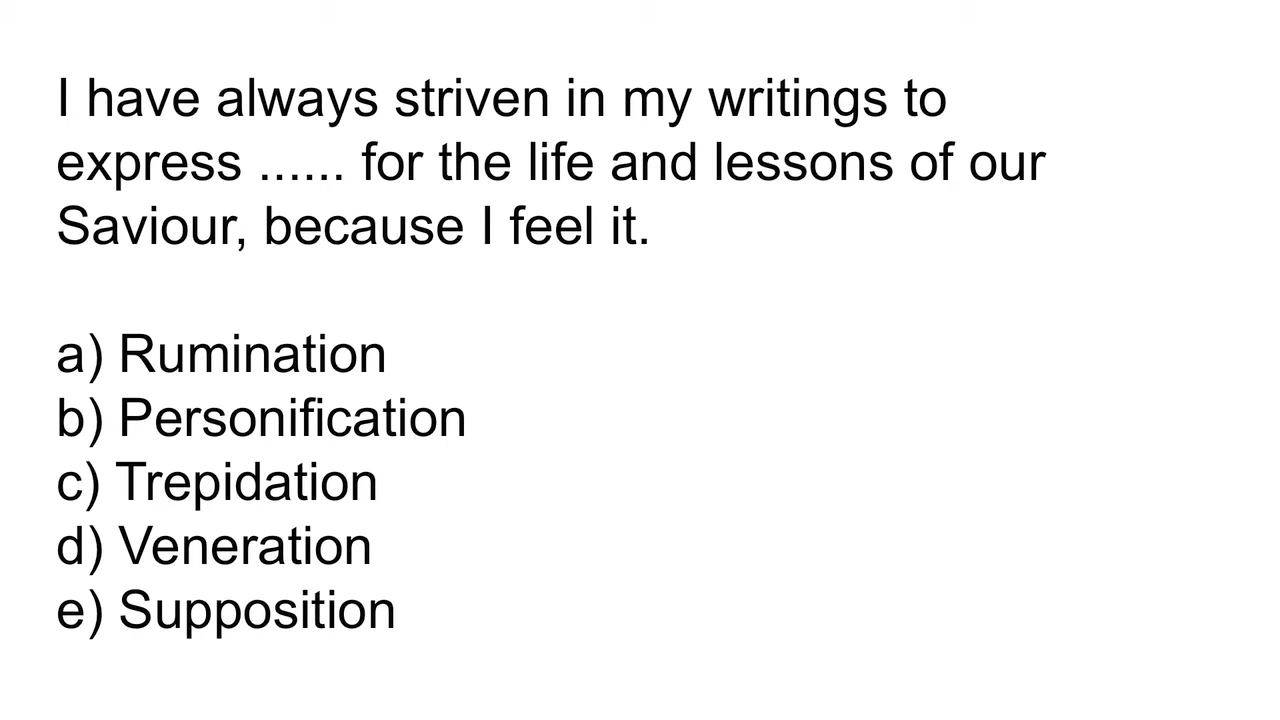 I have always striven in my writings to
express ...... for the life and lessons of our
Saviour, because I feel it.
a) Rumination
b) Personification
c) Trepidation
d) Veneration
e) Supposition